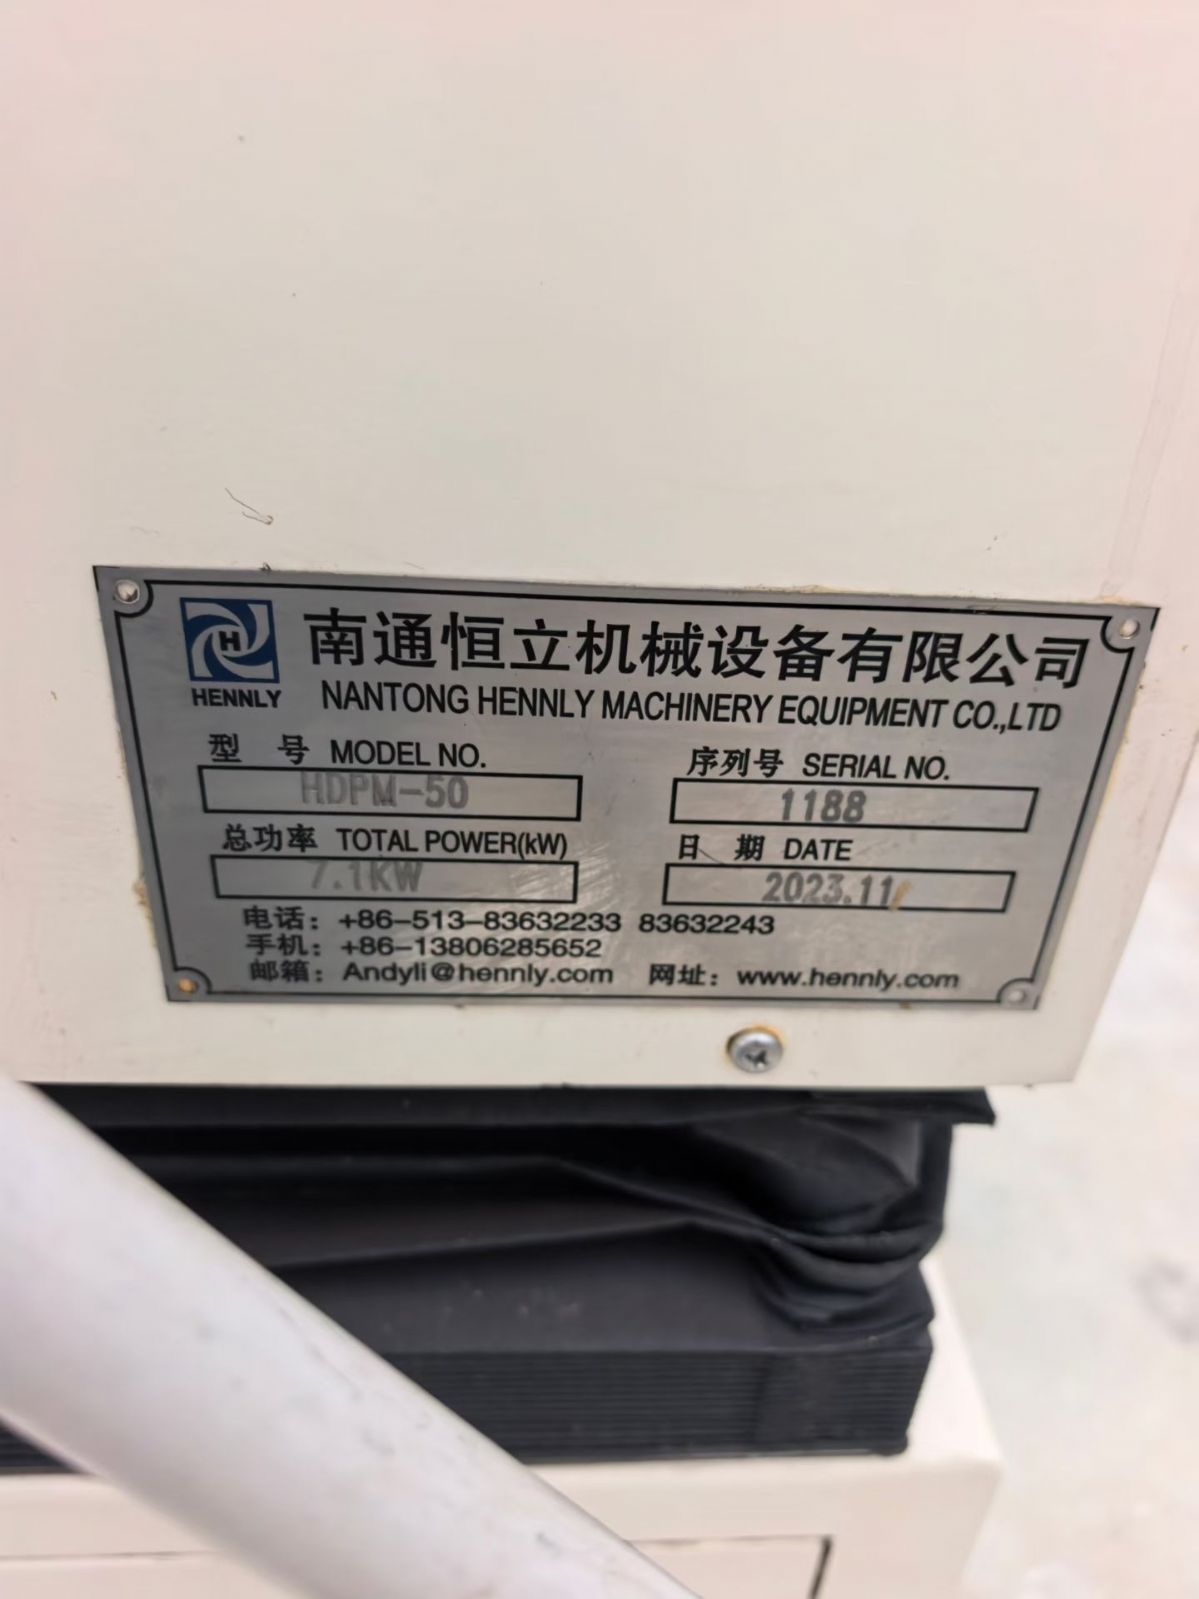 H
HENNLY
南通恒立机械设备有限公司
NANTONG HENNLY MACHINERY EQUIPMENT CO.,LTD
型 号 MODEL NO.
HDPM-50
序列号 SERIAL NO.
1188
总功率 TOTAL POWER(kW)
7.1KW
日 期 DATE
2023.11
电话：+86-513-83632233 83632243
手机：+86-13806285652
邮箱：Andyli@hennly.com 网址：www.hennly.com